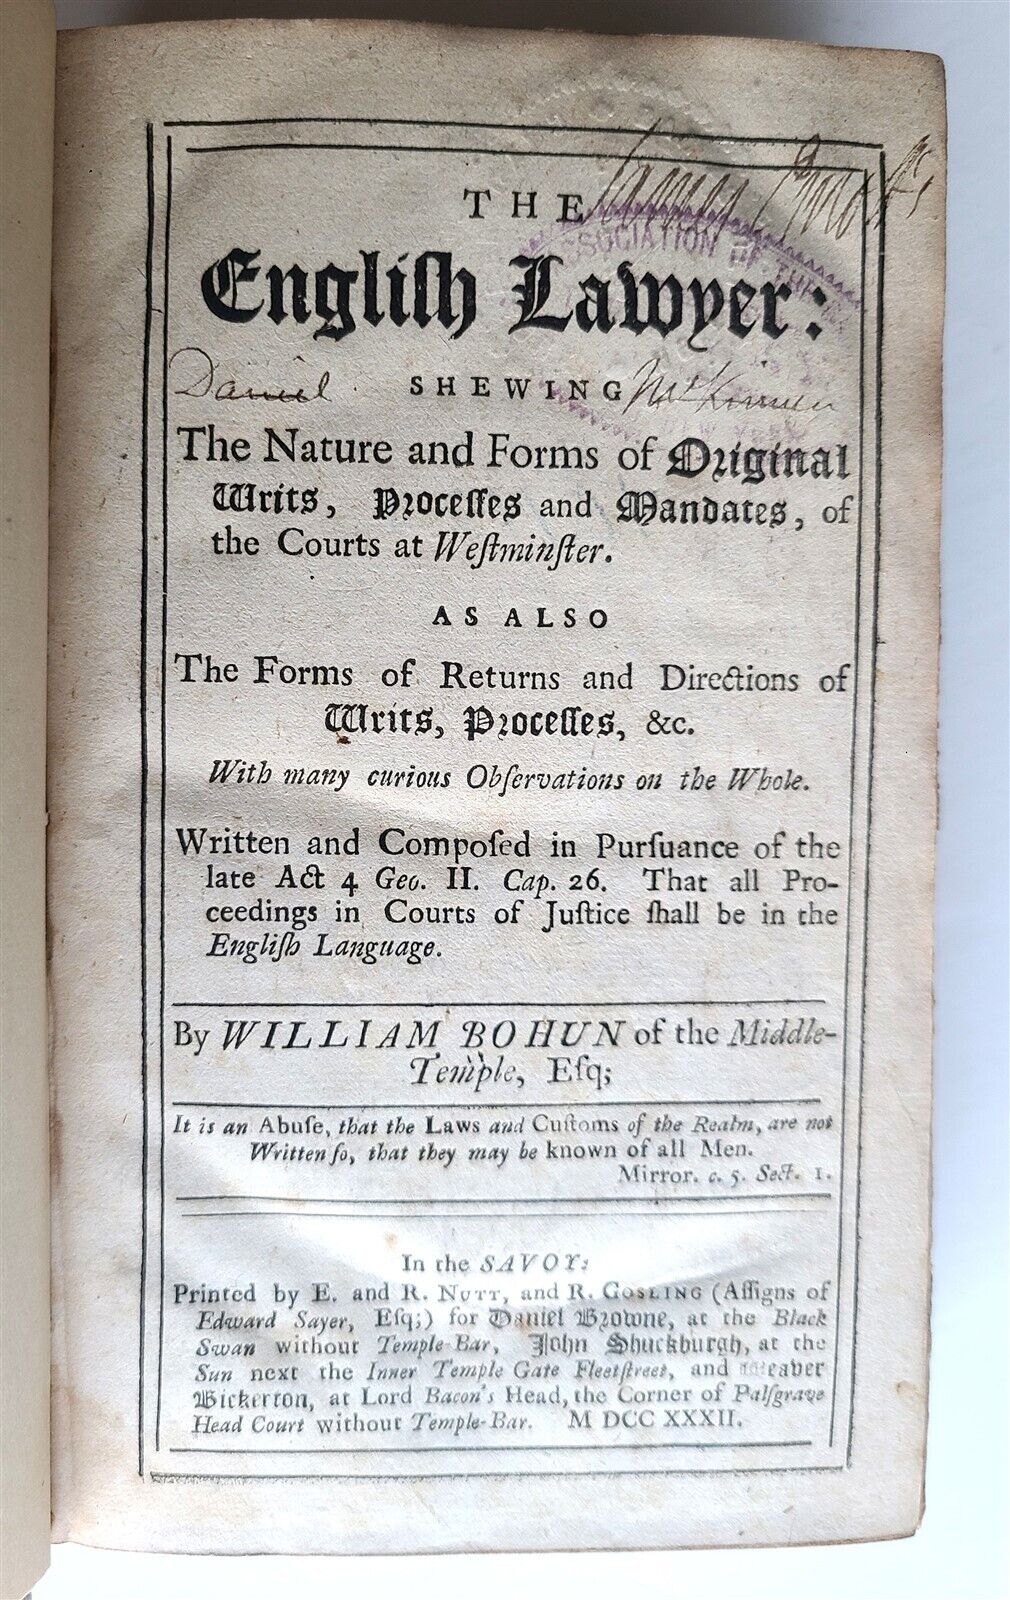 THE
Engliſh Lawyer:
Daniel SHEWING McKinnen
The Nature and Forms of Original
Writs, Proceſſes and Mandates, of
the Courts at Weſtminſter.
AS ALSO
The Forms of Returns and Directions of
Writs, Proceſſes, &c.
With many curious Obſervations on the Whole.
Written and Compoſed in Purſuance of the
late Act 4 Geo. II. Cap. 26. That all Pro-
ceedings in Courts of Juſtice ſhall be in the
Engliſh Language.
By WILLIAM BOHUN of the Middle-
Temple, Eſq;
It is an Abuſe, that the Laws and Cuſtoms of the Realm, are not
Written ſo, that they may be known of all Men.
Mirror. c. 5. Sect. 1.
In the SAVOY:
Printed by E. and R. NUTT, and R. GOSLING (Aſſigns of
Edward Sayer, Eſq;) for Daniel Browne, at the Black
Swan without Temple-Bar, John Shuckburgh, at the
Sun next the Inner Temple Gate Fleetſtreet, and Weaver
Bickerton, at Lord Bacon's Head, the Corner of Palſgrave
Head Court without Temple-Bar. M DCC XXXII.
ASSOCIATION OF THE
NEW YORK